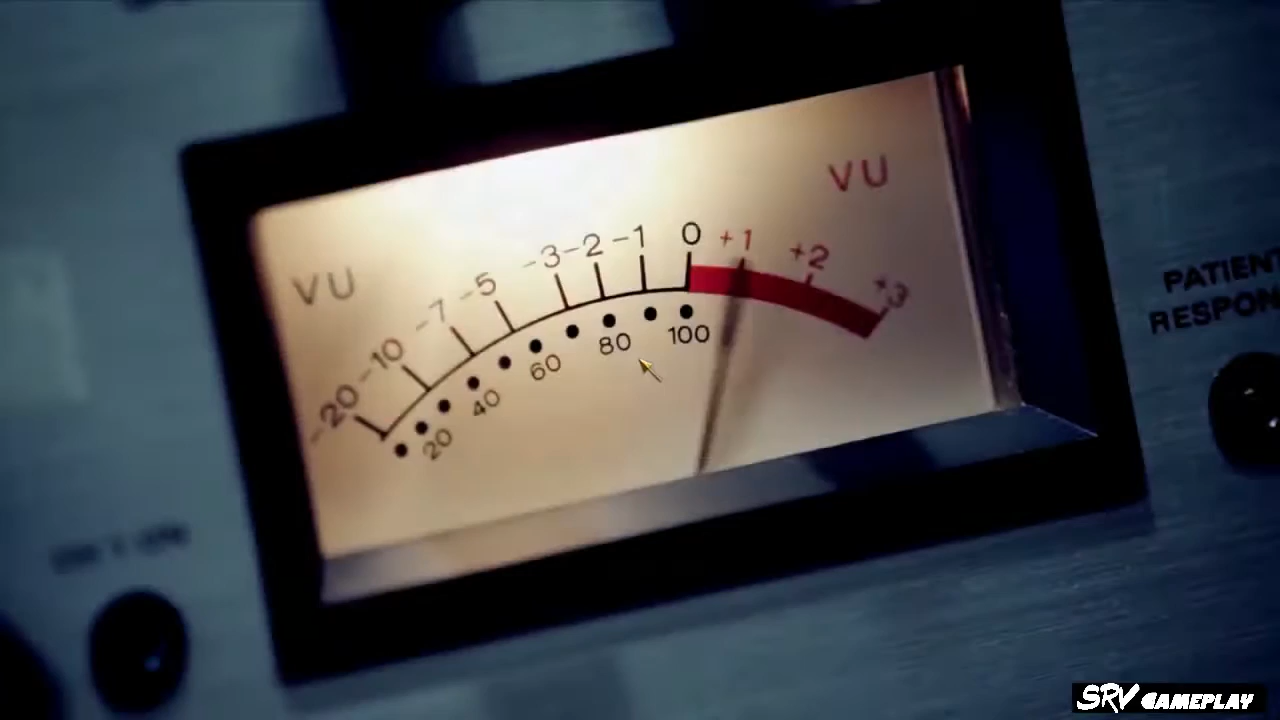 VU
VU
-20 -10 -7 -5 -3 -2 -1 0 +1 +2 +3
20 40 60 80 100
PATIENT
RESPON
SRV GAMEPLAY